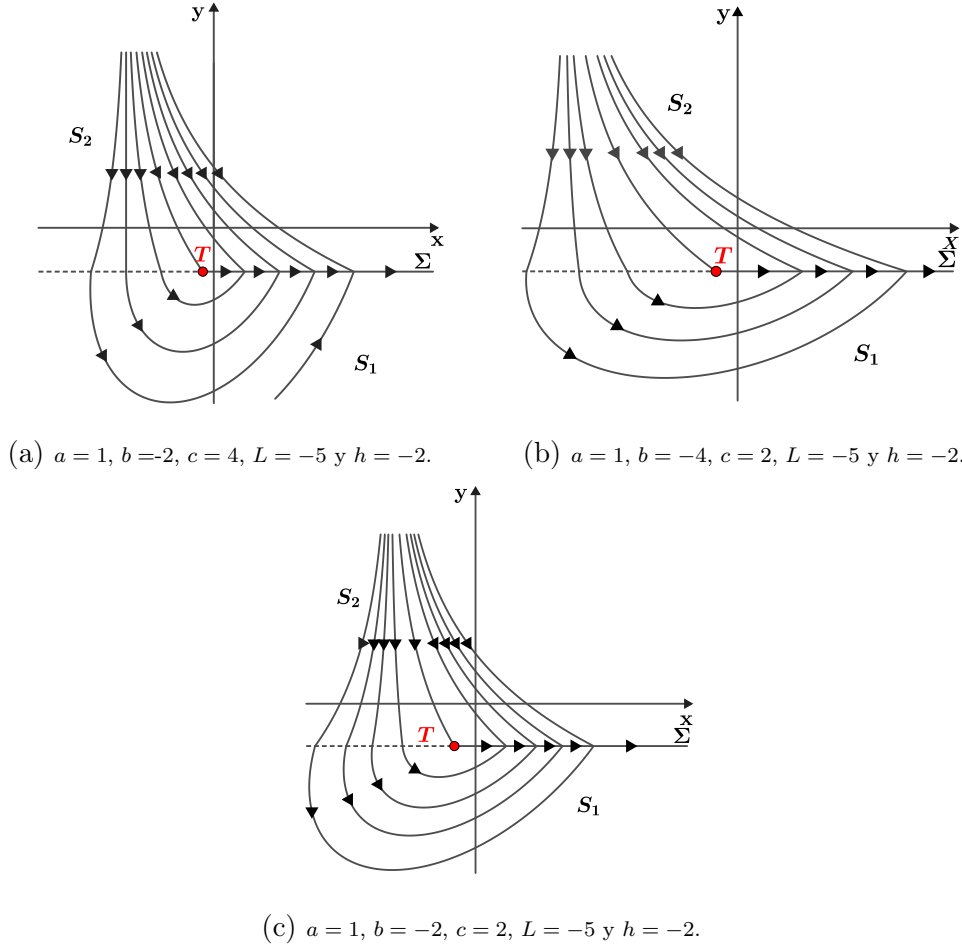 y
S₂
x
T
Σ
S₁
(a) a = 1, b =-2, c = 4, L = −5 y h = −2.
y
S₂
X
T
Σ
S₁
(b) a = 1, b = −4, c = 2, L = −5 y h = −2.
y
S₂
x
T
Σ
S₁
(c) a = 1, b = −2, c = 2, L = −5 y h = −2.